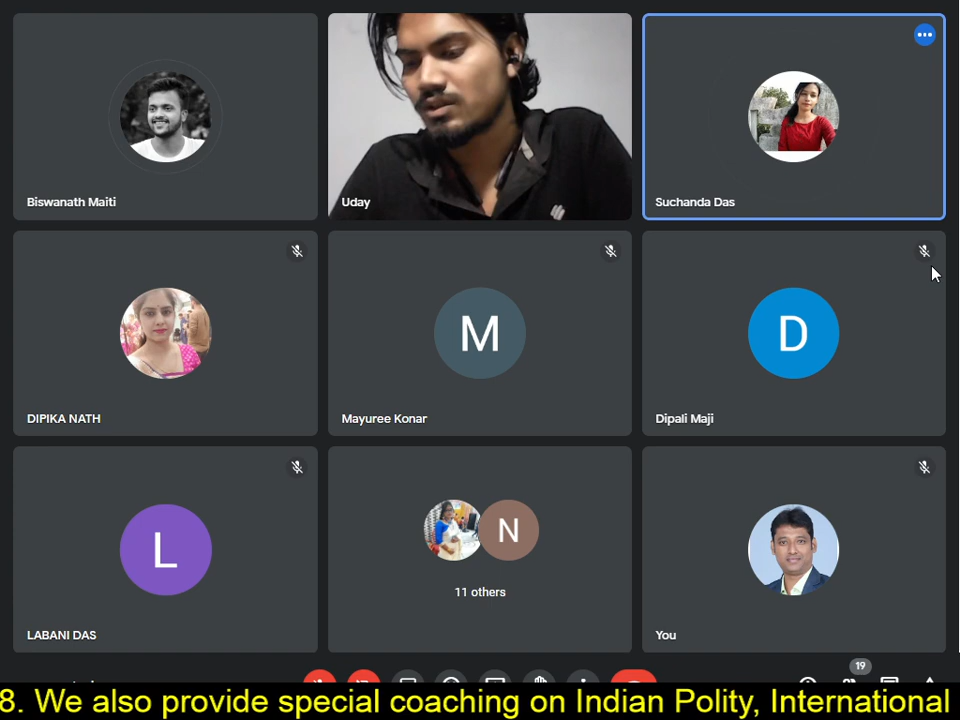 Biswanath Maiti
Uday
Suchanda Das
DIPIKA NATH
M
Mayuree Konar
D
Dipali Maji
L
LABANI DAS
N
11 others
You
19
8. We also provide special coaching on Indian Polity, International